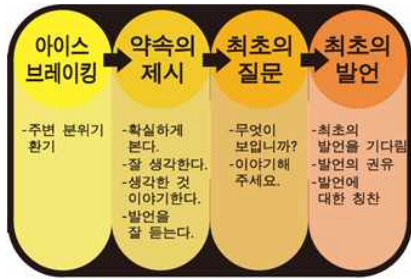 아이스
브레이킹
약속의
제시
최초의
질문
최초의
발언
-주변 분위기
환기
-확실하게
본다.
-잘 생각한다.
-생각한 것
이야기한다.
-발언을
잘 듣는다.
-무엇이
보입니까?
-이야기해
주세요.
-최초의
발언을 기다림
-발언의 권유
-발언에
대한 칭찬